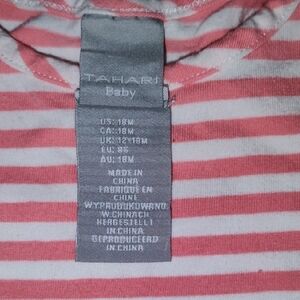 TAHARI
Baby
US: 18M
CA: 18M
UK: 12-18M
EU: 86
AU: 18M
MADE IN
CHINA
FABRIQUE EN
CHINE
WYPRODUKOWANO
W CHINACH
HERGESTELLT
IN CHINA
GEPRODUCEERD
IN CHINA